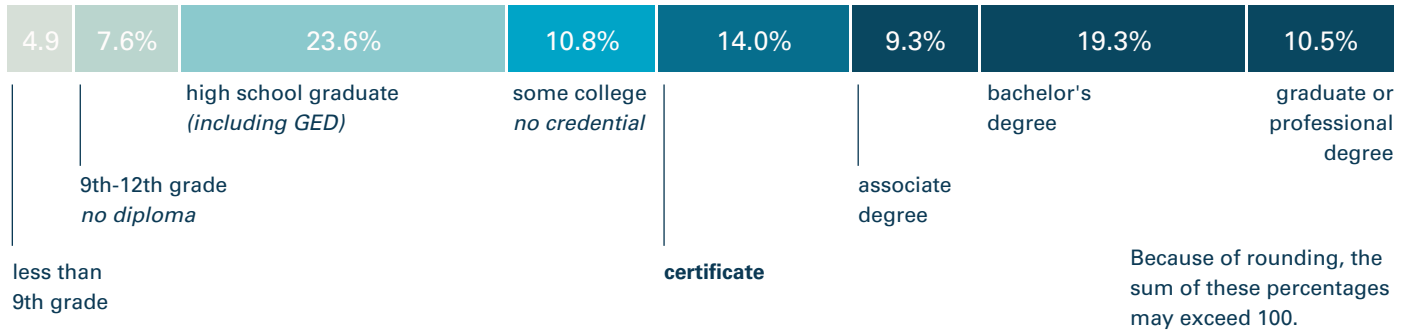 4.9 7.6% 23.6% 10.8% 14.0% 9.3% 19.3% 10.5%
high school graduate
(including GED)
some college
no credential
bachelor's
degree
graduate or
professional
degree
9th-12th grade
no diploma
associate
degree
less than
9th grade
certificate
Because of rounding, the
sum of these percentages
may exceed 100.